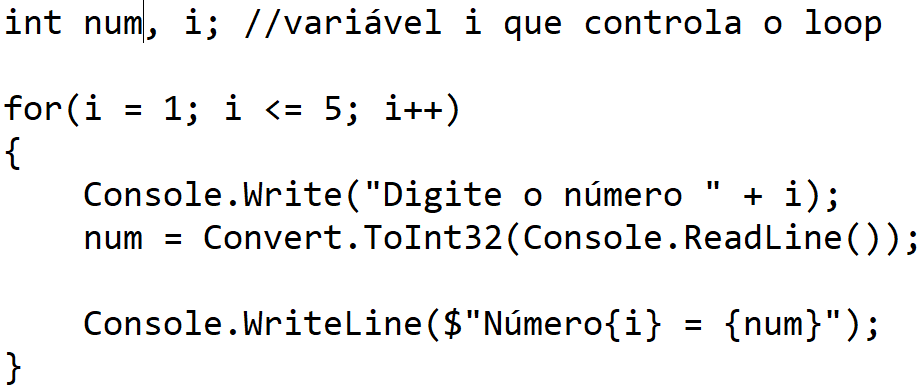 int num, i; //variável i que controla o loop
for(i = 1; i <= 5; i++)
{
    Console.Write("Digite o número " + i);
    num = Convert.ToInt32(Console.ReadLine());
    Console.WriteLine($"Número{i} = {num}");
}